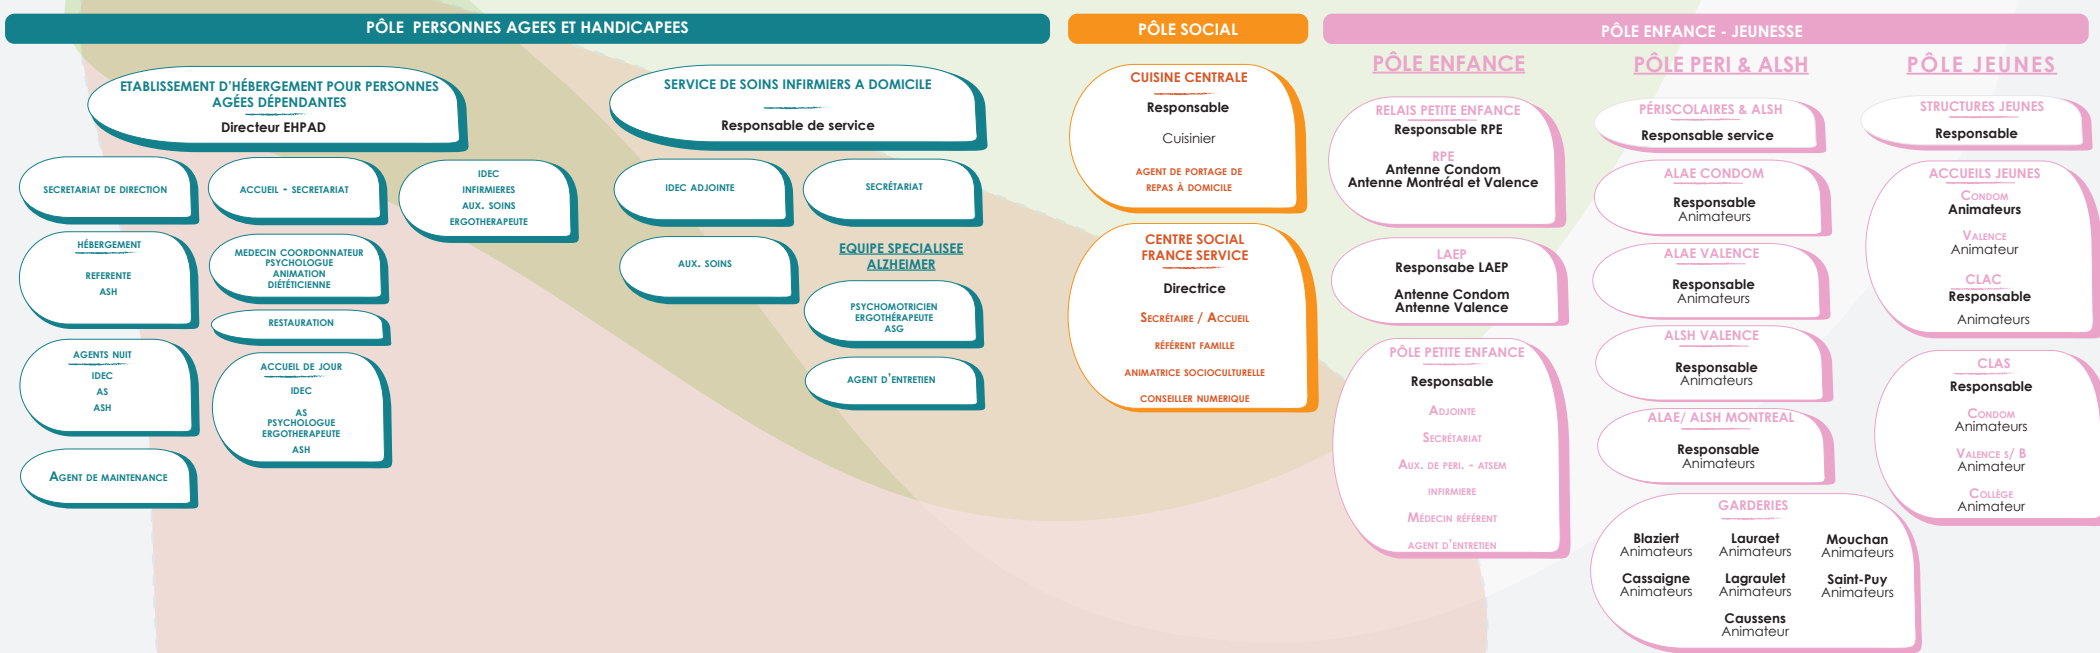 PÔLE PERSONNES AGEES ET HANDICAPEES
ETABLISSEMENT D'HÉBERGEMENT POUR PERSONNES
AGÉES DÉPENDANTES
Directeur EHPAD
SECRETARIAT DE DIRECTION
ACCUEIL - SECRETARIAT
IDEC
INFIRMIERES
AUX. SOINS
ERGOTHERAPEUTE
HÉBERGEMENT
REFERENTE
ASH
MEDECIN COORDONNATEUR
PSYCHOLOGUE
ANIMATION
DIÉTÉTICIENNE
RESTAURATION
AGENTS NUIT
IDEC
AS
ASH
ACCUEIL DE JOUR
IDEC
AS
PSYCHOLOGUE
ERGOTHERAPEUTE
ASH
AGENT DE MAINTENANCE
SERVICE DE SOINS INFIRMIERS A DOMICILE
Responsable de service
IDEC ADJOINTE
SECRÉTARIAT
AUX. SOINS
EQUIPE SPECIALISEE
ALZHEIMER
PSYCHOMOTRICIEN
ERGOTHÉRAPEUTE
ASG
AGENT D'ENTRETIEN
PÔLE SOCIAL
CUISINE CENTRALE
Responsable
Cuisinier
AGENT DE PORTAGE DE
REPAS À DOMICILE
CENTRE SOCIAL
FRANCE SERVICE
Directrice
SECRÉTAIRE / ACCUEIL
RÉFÉRENT FAMILLE
ANIMATRICE SOCIOCULTURELLE
CONSEILLER NUMERIQUE
PÔLE ENFANCE - JEUNESSE
PÔLE ENFANCE
RELAIS PETITE ENFANCE
Responsable RPE
RPE
Antenne Condom
Antenne Montréal et Valence
LAEP
Responsabe LAEP
Antenne Condom
Antenne Valence
PÔLE PETITE ENFANCE
Responsable
ADJOINTE
SECRÉTARIAT
AUX. DE PERI. - ATSEM
INFIRMIERE
MÉDECIN RÉFÉRENT
AGENT D'ENTRETIEN
PÔLE PERI & ALSH
PÉRISCOLAIRES & ALSH
Responsable service
ALAE CONDOM
Responsable
Animateurs
ALAE VALENCE
Responsable
Animateurs
ALSH VALENCE
Responsable
Animateurs
ALAE/ ALSH MONTREAL
Responsable
Animateurs
GARDERIES
Blaziert Lauraet Mouchan
Animateurs Animateurs Animateurs
Cassaigne Lagraulet Saint-Puy
Animateurs Animateurs Animateurs
Caussens
Animateur
PÔLE JEUNES
STRUCTURES JEUNES
Responsable
ACCUEILS JEUNES
CONDOM
Animateurs
VALENCE
Animateur
CLAC
Responsable
Animateurs
CLAS
Responsable
CONDOM
Animateurs
VALENCE S/ B
Animateur
COLLÈGE
Animateur